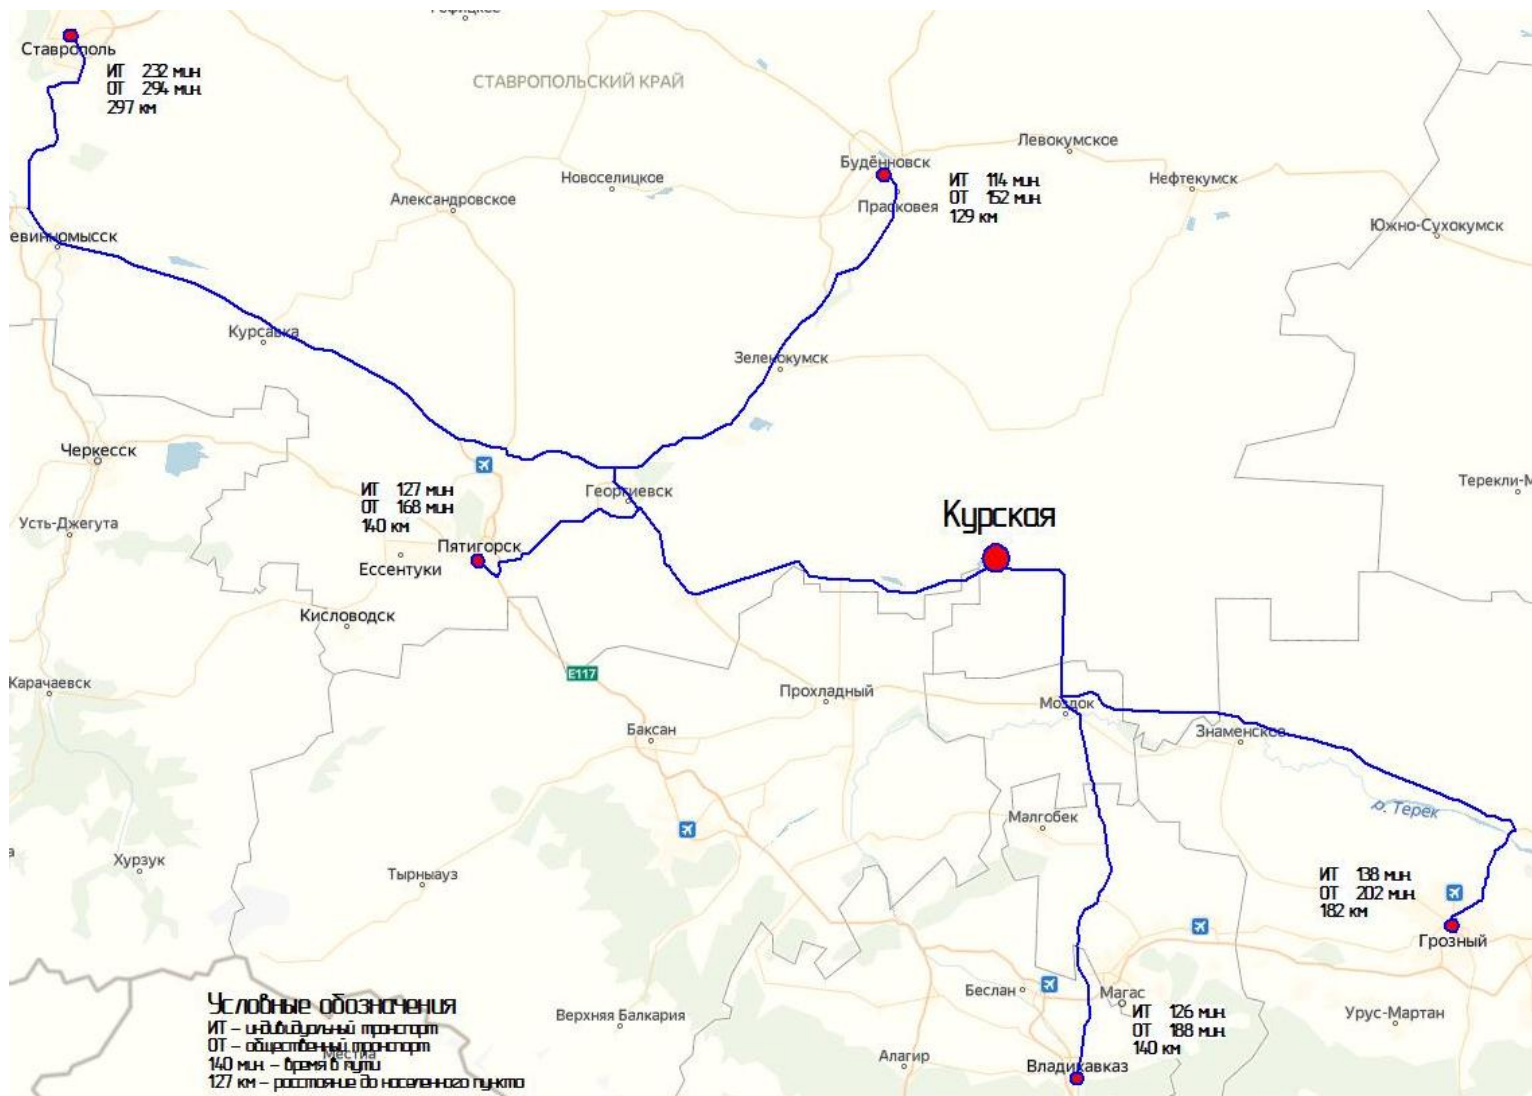 Ставрополь
ИТ 232 мин.
ОТ 294 мин.
297 км
СТАВРОПОЛЬСКИЙ КРАЙ
Левокумское
Будённовск
Новоселицкое
ИТ 114 мин.
ОТ 152 мин.
129 км
Нефтекумск
Александровское
Прасковея
Южно-Сухокумск
евинномысск
Курсавка
Зеленокумск
Черкесск
ИТ 127 мин.
ОТ 168 мин.
140 км
Георгиевск
Терекли-М
Усть-Джегута
Курская
Пятигорск
Ессентуки
Кисловодск
E117
Карачаевск
Прохладный
Моздок
Баксан
Знаменское
р. Терек
Малгобек
Хурзук
Тырныауз
ИТ 138 мин.
ОТ 202 мин.
182 км
Грозный
Беслан
Магас
ИТ 126 мин.
ОТ 188 мин.
140 км
Урус-Мартан
Верхняя Балкария
Алагир
Владикавказ
Условные обозначения
ИТ – индивидуальный транспорт
ОТ – общественный транспорт
Местиа
140 мин. – время в пути
127 км – расстояние до населенного пункта